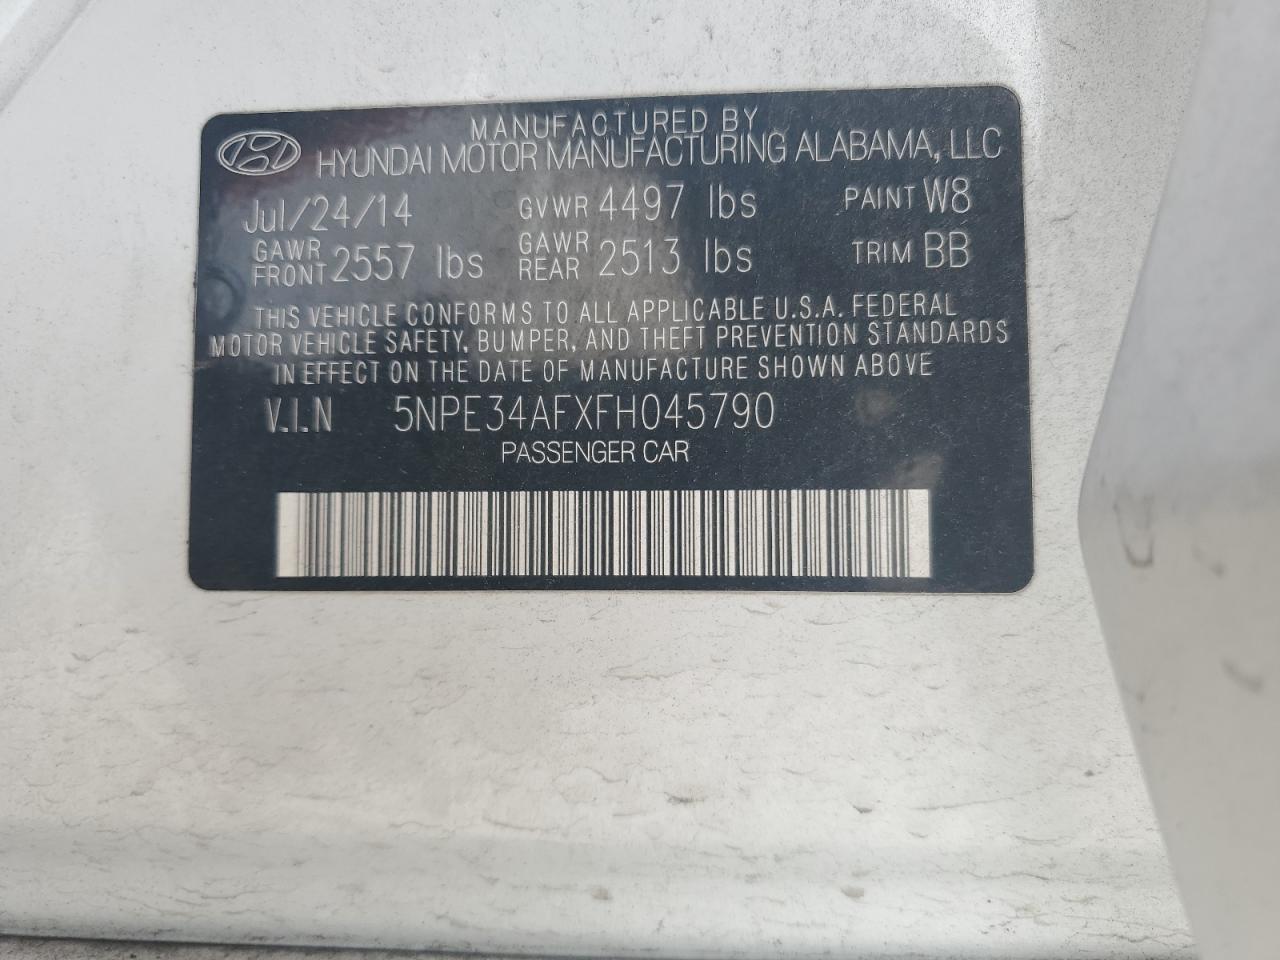 MANUFACTURED BY
HYUNDAI MOTOR MANUFACTURING ALABAMA, LLC
Jul/24/14 GVWR 4497 lbs PAINT W8
GAWR FRONT 2557 lbs GAWR REAR 2513 lbs TRIM BB
THIS VEHICLE CONFORMS TO ALL APPLICABLE U.S.A. FEDERAL
MOTOR VEHICLE SAFETY, BUMPER, AND THEFT PREVENTION STANDARDS
IN EFFECT ON THE DATE OF MANUFACTURE SHOWN ABOVE
V.I.N 5NPE34AFXFH045790
PASSENGER CAR